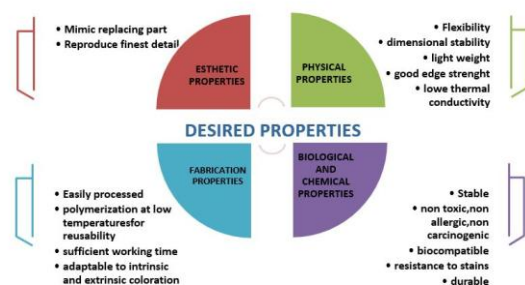 • Mimic replacing part
• Reproduce finest detail
ESTHETIC
PROPERTIES
PHYSICAL
PROPERTIES
• Flexibility
• dimensional stability
• light weight
• good edge strenght
• lowe thermal
conductivity
DESIRED PROPERTIES
FABRICATION
PROPERTIES
BIOLOGICAL
AND
CHEMICAL
PROPERTIES
• Easily processed
• polymerization at low
temperaturesfor
reusability
• sufficient working time
• adaptable to intrinsic
and extrinsic coloration
• Stable
• non toxic,non
allergic,non
carcinogenic
• biocompatible
• resistance to stains
• durable